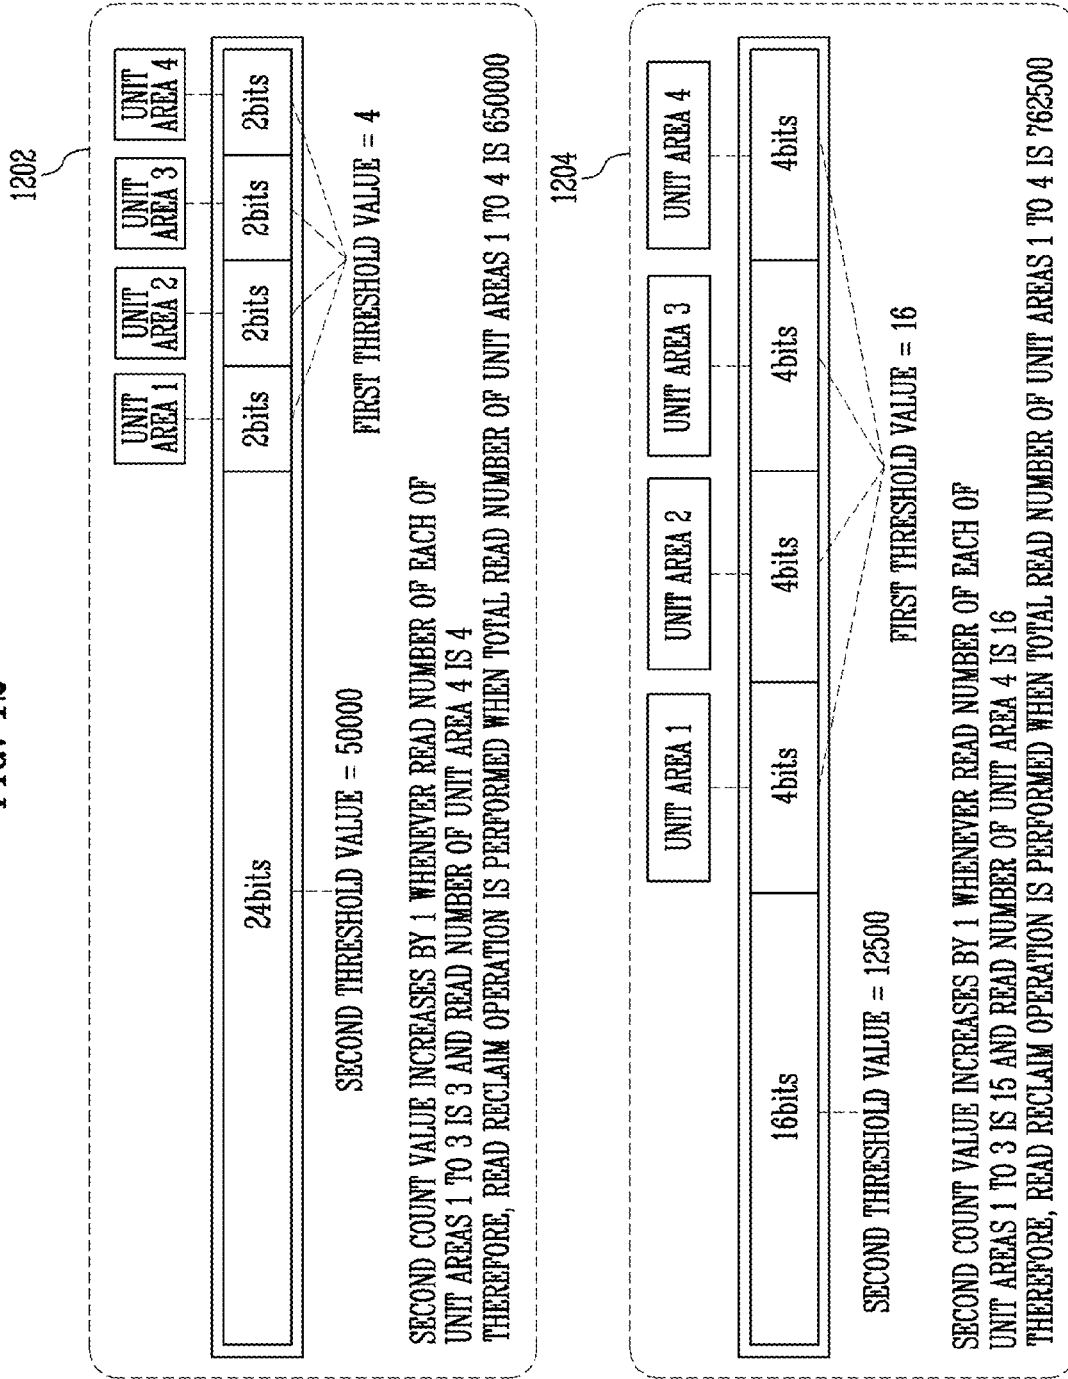 1202
UNIT AREA 1
UNIT AREA 2
UNIT AREA 3
UNIT AREA 4
24bits
2bits
2bits
2bits
2bits
SECOND THRESHOLD VALUE = 50000
FIRST THRESHOLD VALUE = 4
SECOND COUNT VALUE INCREASES BY 1 WHENEVER READ NUMBER OF EACH OF
UNIT AREAS 1 TO 3 IS 3 AND READ NUMBER OF UNIT AREA 4 IS 4
THEREFORE, READ RECLAIM OPERATION IS PERFORMED WHEN TOTAL READ NUMBER OF UNIT AREAS 1 TO 4 IS 650000
1204
UNIT AREA 1
UNIT AREA 2
UNIT AREA 3
UNIT AREA 4
16bits
4bits
4bits
4bits
4bits
SECOND THRESHOLD VALUE = 12500
FIRST THRESHOLD VALUE = 16
SECOND COUNT VALUE INCREASES BY 1 WHENEVER READ NUMBER OF EACH OF
UNIT AREAS 1 TO 3 IS 15 AND READ NUMBER OF UNIT AREA 4 IS 16
THEREFORE, READ RECLAIM OPERATION IS PERFORMED WHEN TOTAL READ NUMBER OF UNIT AREAS 1 TO 4 IS 762500